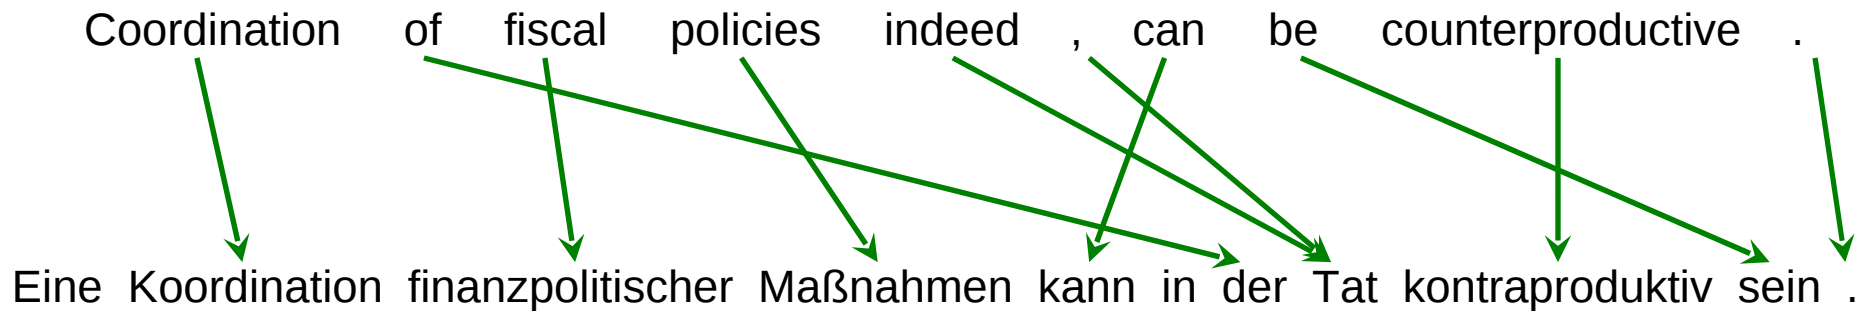 Coordination of fiscal policies indeed , can be counterproductive .
Eine Koordination finanzpolitischer Maßnahmen kann in der Tat kontraproduktiv sein .